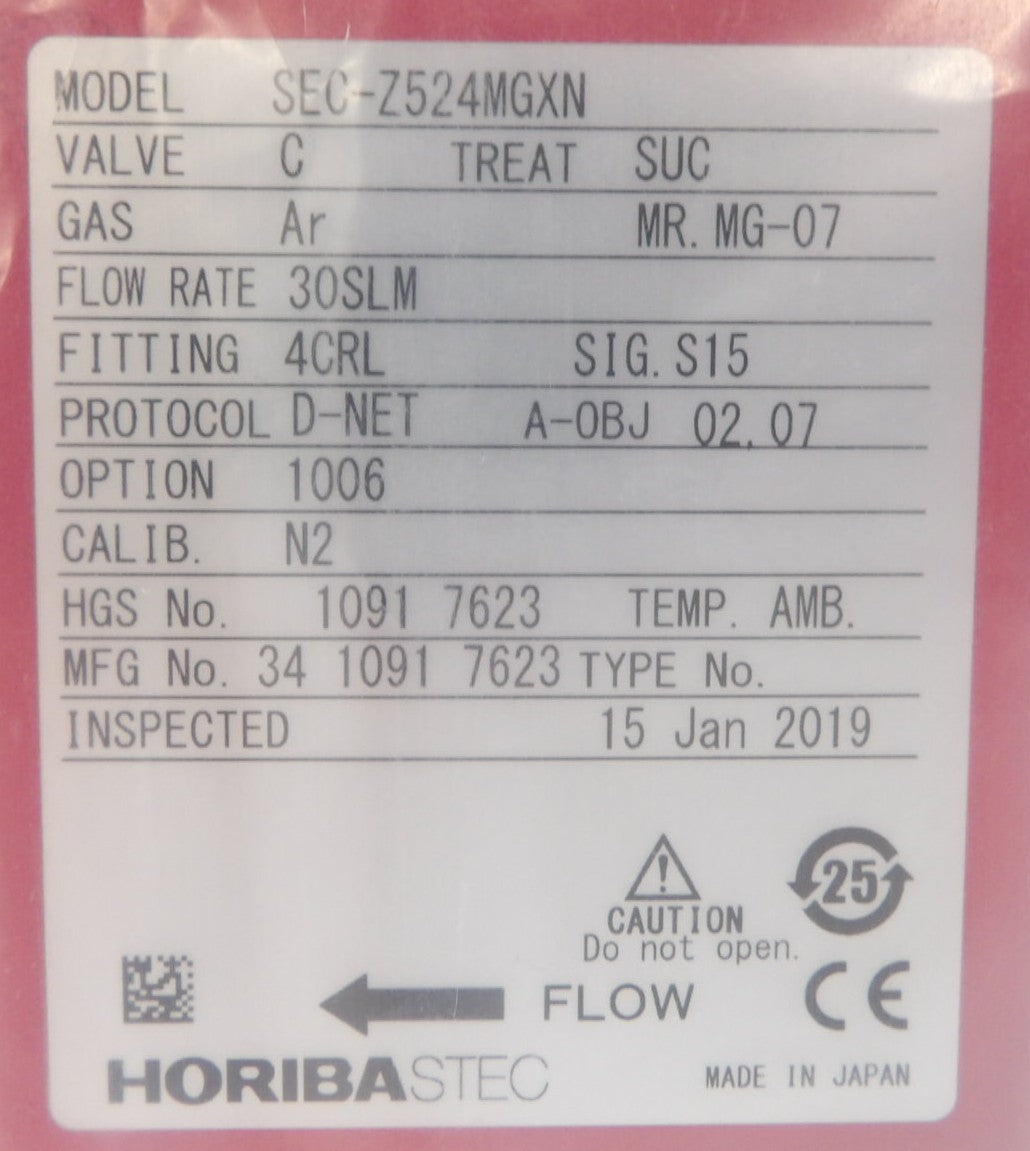 MODEL SEC-Z524MGXN
VALVE C TREAT SUC
GAS Ar MR. MG-07
FLOW RATE 30SLM
FITTING 4CRL SIG. S15
PROTOCOL D-NET A-OBJ 02.07
OPTION 1006
CALIB. N2
HGS No. 1091 7623 TEMP. AMB.
MFG No. 34 1091 7623 TYPE No.
INSPECTED 15 Jan 2019
25
CAUTION
Do not open.
FLOW CE
HORIBASTEC MADE IN JAPAN